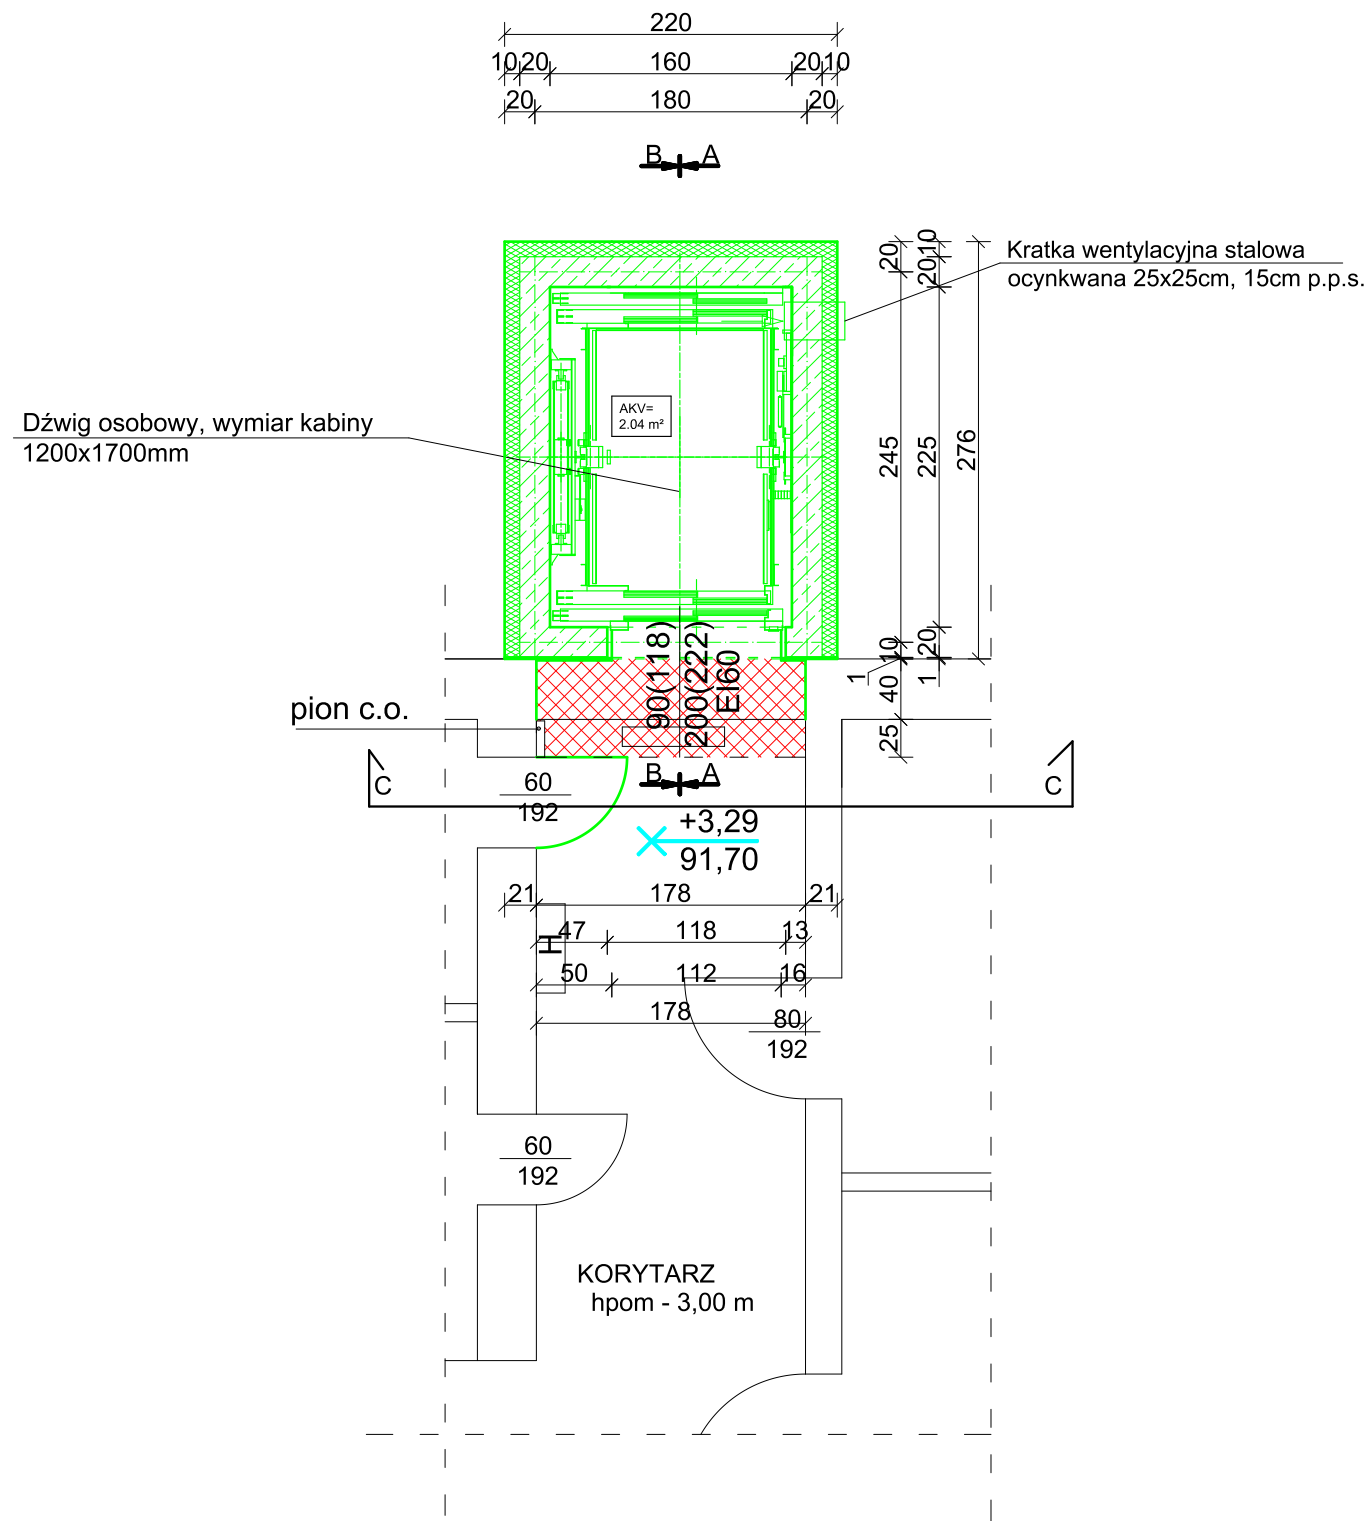 220
10 20 160 20 10
20 180 20
B A
Kratka wentylacyjna stalowa
ocynkwana 25x25cm, 15cm p.p.s.
20
10
20
Dźwig osobowy, wymiar kabiny
1200x1700mm
AKV=
2.04 m²
245
225
276
90(118)
200(222)
EI60
10
20
1
40
1
25
pion c.o.
B A
C
C
60
192
+3,29
91,70
21 178 21
47 118 13
H
50 112 16
178
80
192
60
192
KORYTARZ
hpom - 3,00 m